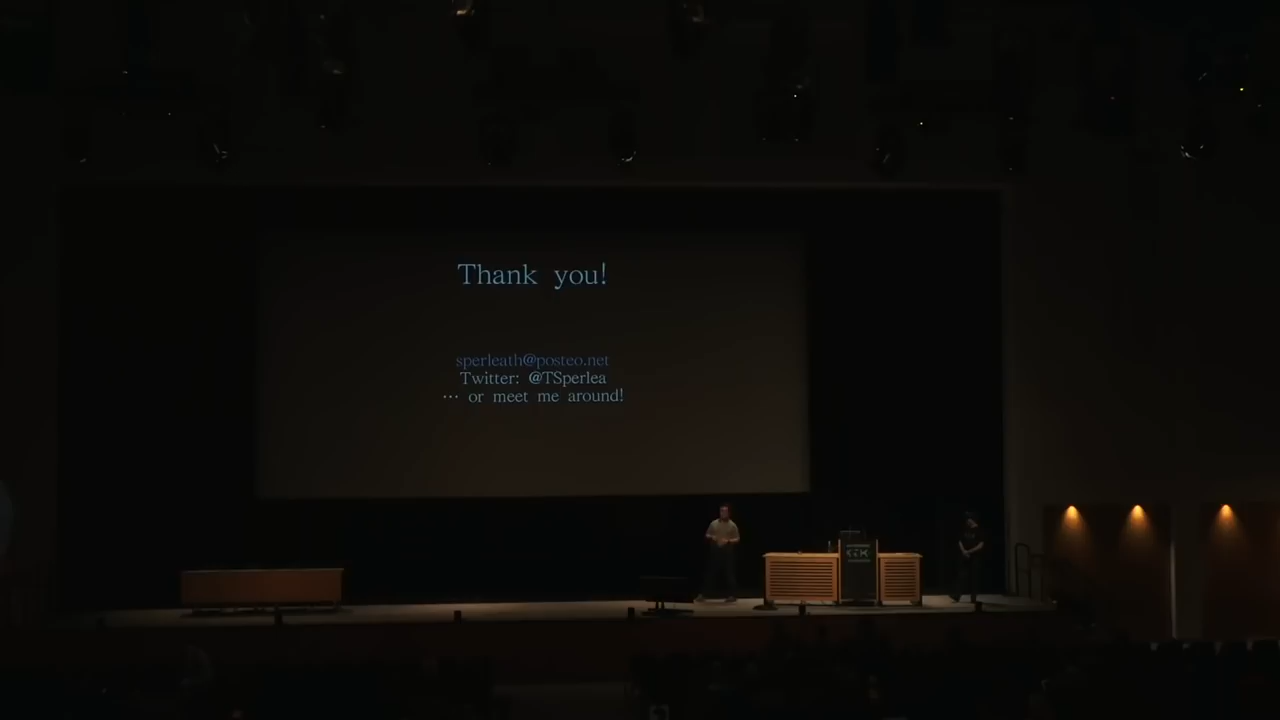 Thank you!
sperleath@posteo.net
Twitter: @TSperlea
… or meet me around!